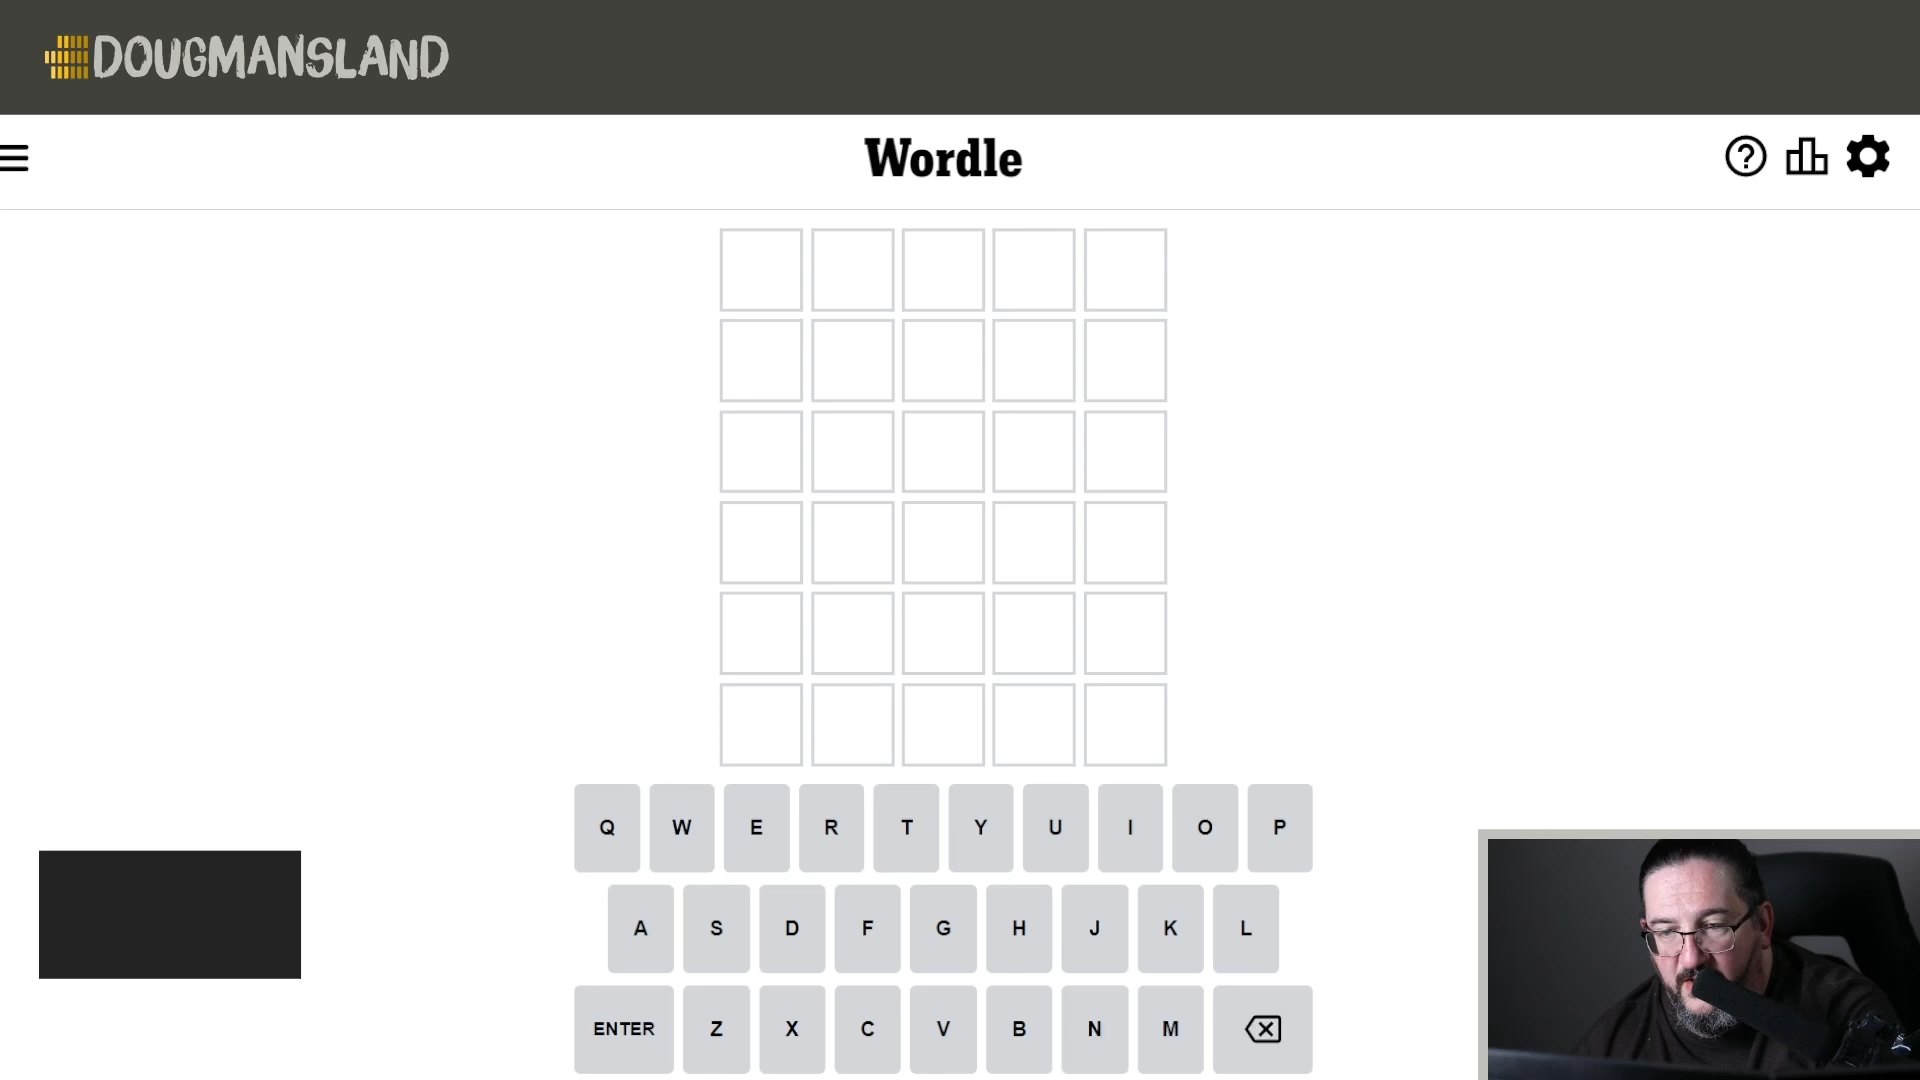 DOUGMANSLAND
Wordle
?
Q W E R T Y U I O P
A S D F G H J K L
ENTER Z X C V B N M